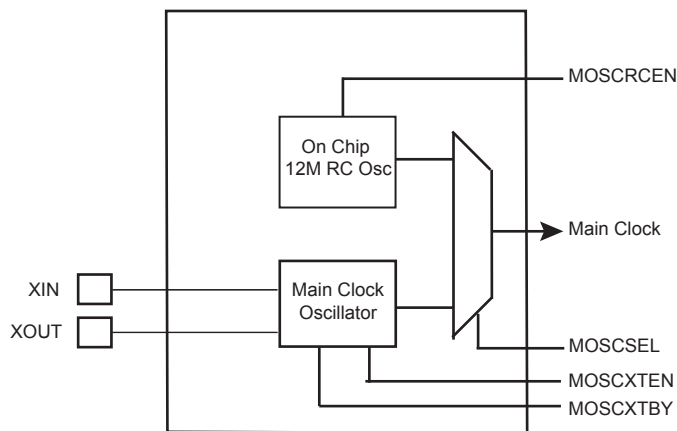 MOSCRCEN
On Chip
12M RC Osc
Main Clock
XIN
Main Clock
Oscillator
XOUT
MOSCSEL
MOSCXTEN
MOSCXTBY